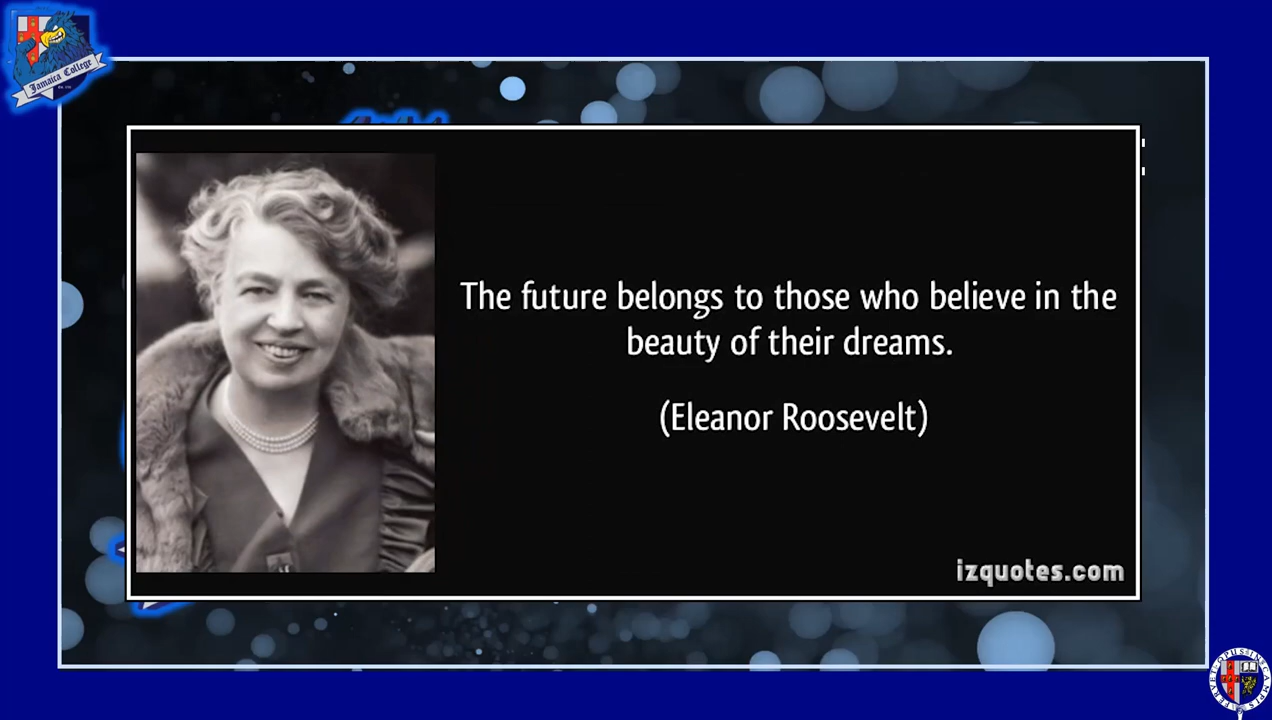 Jamaica College
The future belongs to those who believe in the
beauty of their dreams.
(Eleanor Roosevelt)
izquotes.com